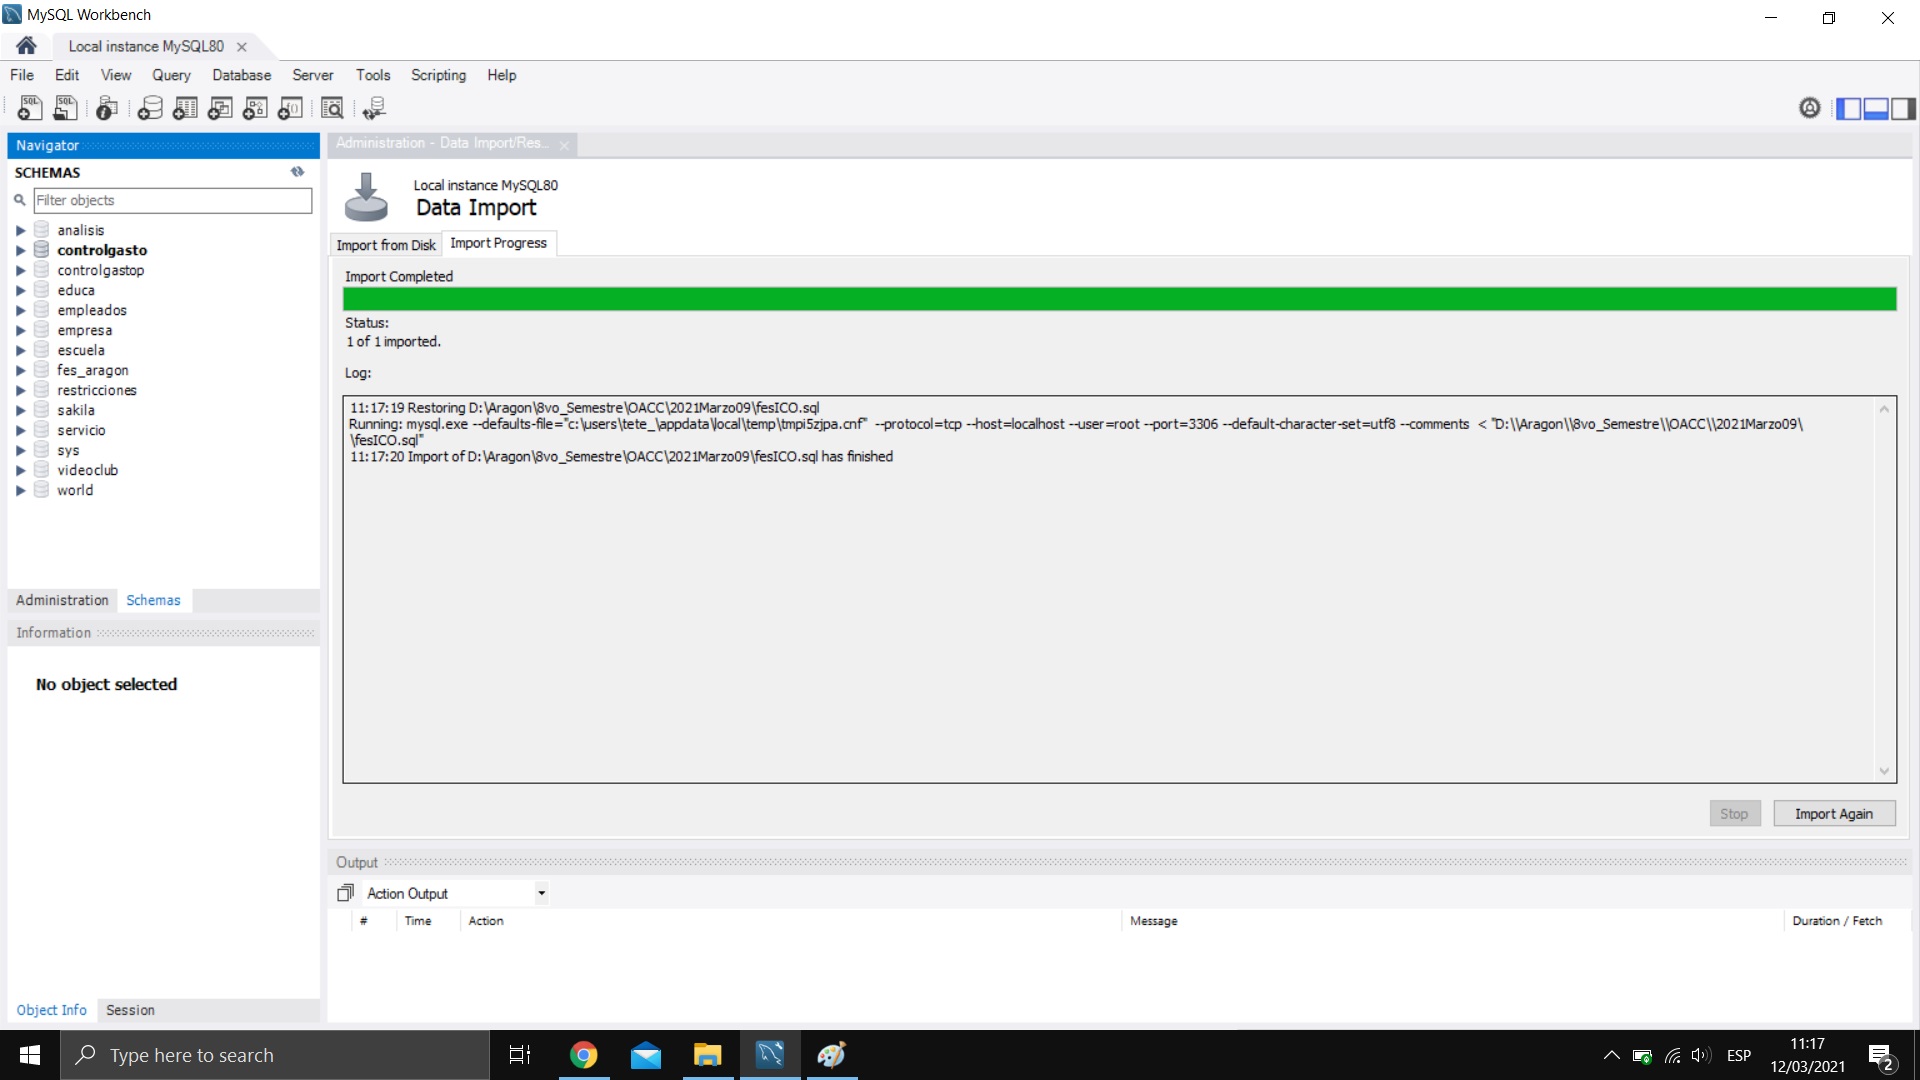 MySQL Workbench
Local instance MySQL80
File Edit View Query Database Server Tools Scripting Help
SQL SQL
Navigator
SCHEMAS
Filter objects
analisis
controlgasto
controlgastop
educa
empleados
empresa
escuela
fes_aragon
restricciones
sakila
servicio
sys
videoclub
world
Administration Schemas
Information
No object selected
Object Info Session
Administration - Data Import/Res...
Local instance MySQL80
Data Import
Import from Disk Import Progress
Import Completed
Status:
1 of 1 imported.
Log:
11:17:19 Restoring D:\Aragon\8vo_Semestre\OACC\2021Marzo09\fesICO.sql
Running: mysql.exe --defaults-file="c:\users\tete_\appdata\local\temp\tmpi5zjpa.cnf"  --protocol=tcp --host=localhost --user=root --port=3306 --default-character-set=utf8 --comments  < "D:\\Aragon\\8vo_Semestre\\OACC\\2021Marzo09\
\fesICO.sql"
11:17:20 Import of D:\Aragon\8vo_Semestre\OACC\2021Marzo09\fesICO.sql has finished
Stop Import Again
Output
Action Output
# Time Action Message Duration / Fetch
Type here to search
ESP
11:17
12/03/2021
2